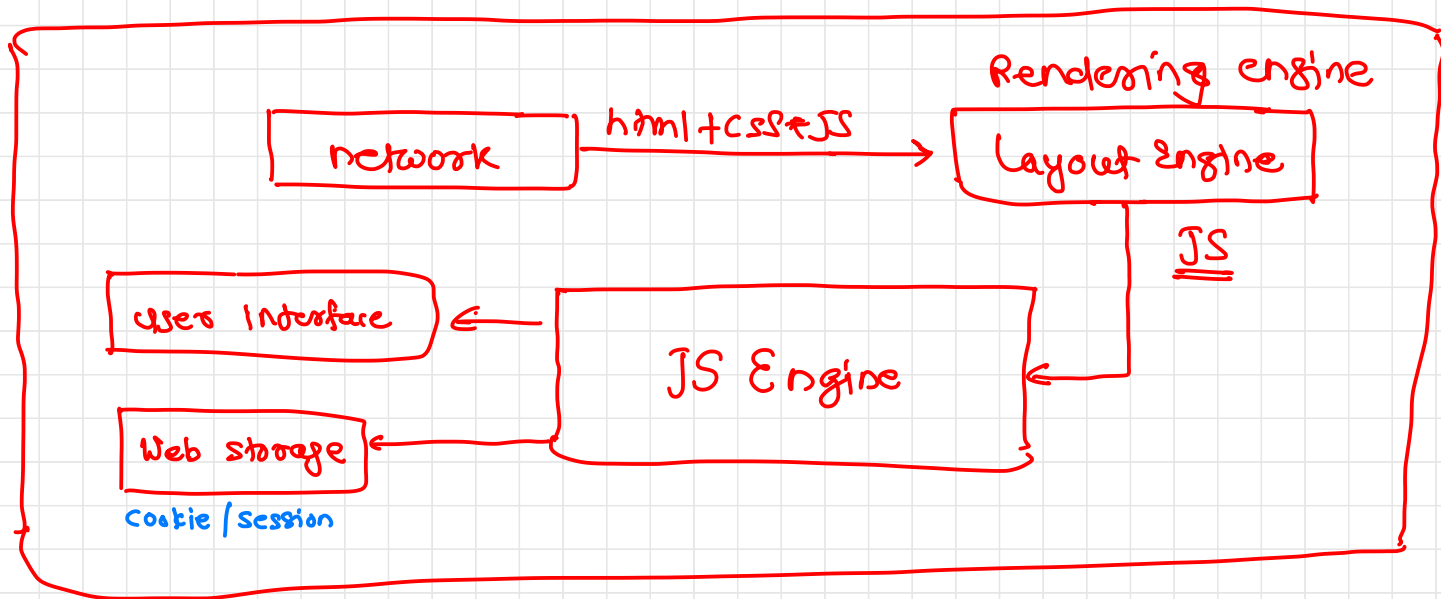 Rendering engine
network
html+css+JS
Layout Engine
JS
User Interface
JS Engine
Web storage
Cookie/session